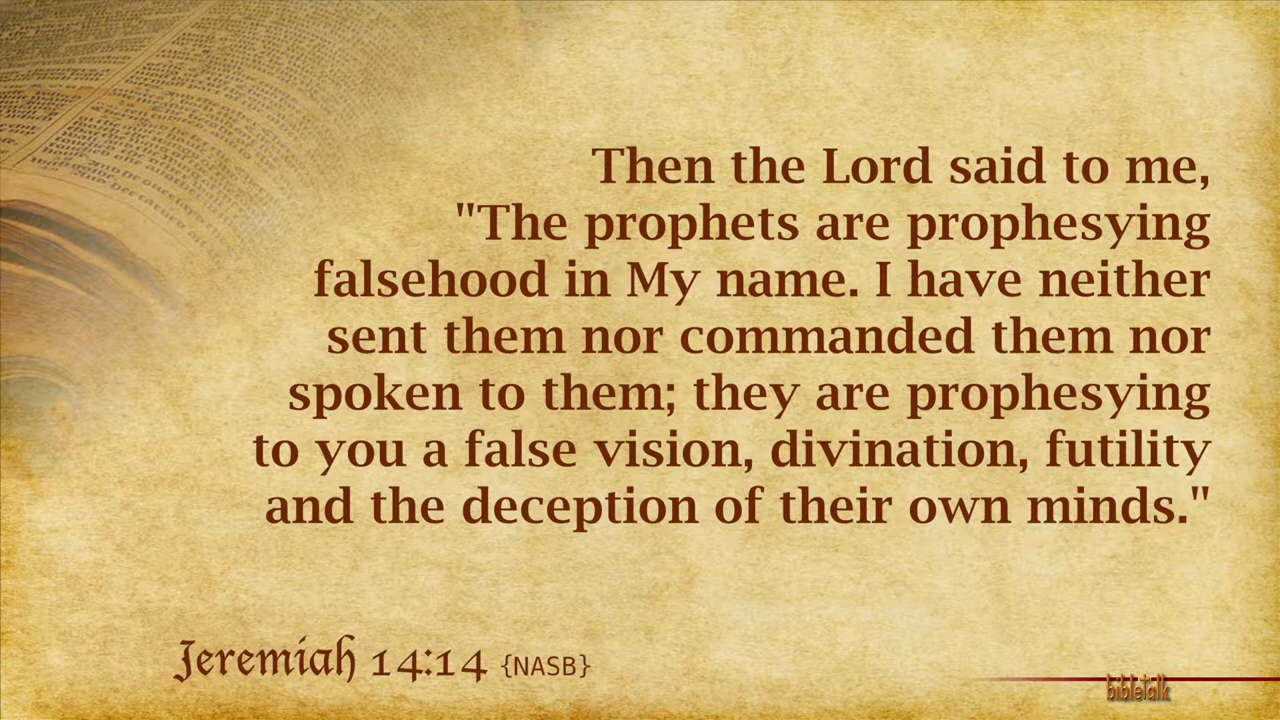 Then the Lord said to me,
"The prophets are prophesying
falsehood in My name. I have neither
sent them nor commanded them nor
spoken to them; they are prophesying
to you a false vision, divination, futility
and the deception of their own minds."
Jeremiah 14:14 {NASB}
bibletalk